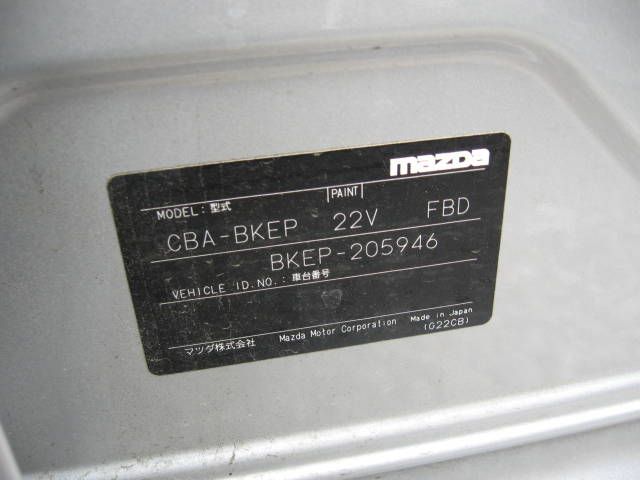 mazda
MODEL : 型式 PAINT
CBA-BKEP 22V FBD
BKEP-205946
VEHICLE ID.NO. : 車台番号
マツダ株式会社 Mazda Motor Corporation Made in Japan
(G22CB)